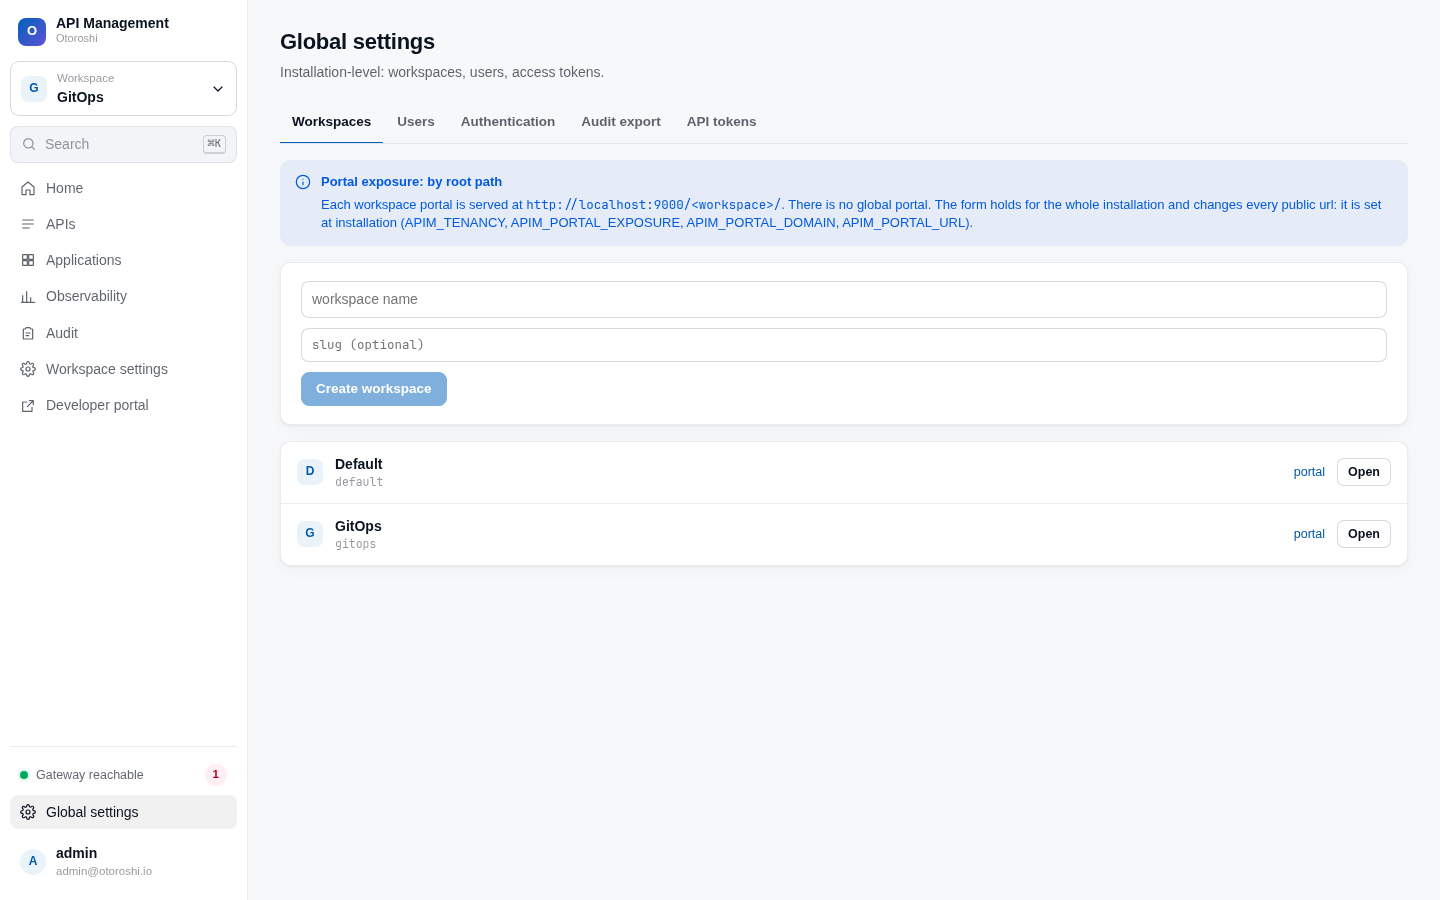 O
API Management
Otoroshi
G
Workspace
GitOps
Search
⌘K
Home
APIs
Applications
Observability
Audit
Workspace settings
Developer portal
Gateway reachable
1
Global settings
A
admin
admin@otoroshi.io
Global settings
Installation-level: workspaces, users, access tokens.
Workspaces
Users
Authentication
Audit export
API tokens
Portal exposure: by root path
Each workspace portal is served at http://localhost:9000/<workspace>/. There is no global portal. The form holds for the whole installation and changes every public url: it is set
at installation (APIM_TENANCY, APIM_PORTAL_EXPOSURE, APIM_PORTAL_DOMAIN, APIM_PORTAL_URL).
workspace name
slug (optional)
Create workspace
D
Default
default
portal
Open
G
GitOps
gitops
portal
Open